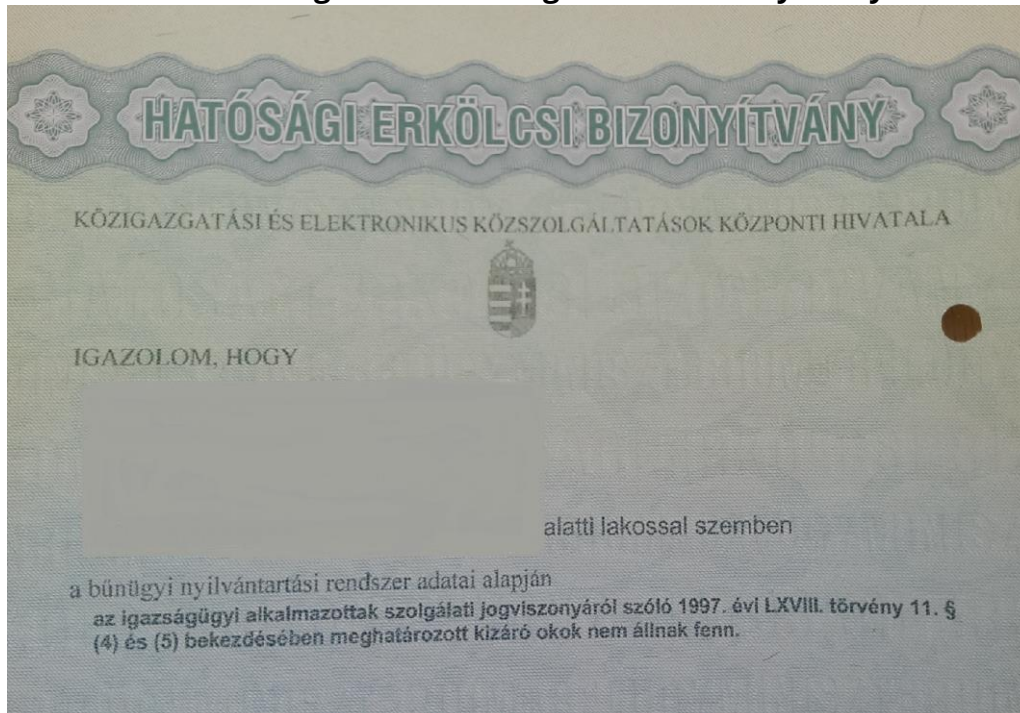 HATÓSÁGI ERKÖLCSI BIZONYÍTVÁNY
KÖZIGAZGATÁSI ÉS ELEKTRONIKUS KÖZSZOLGÁLTATÁSOK KÖZPONTI HIVATALA
IGAZOLOM, HOGY
alatti lakossal szemben
a bűnügyi nyilvántartási rendszer adatai alapján
az igazságügyi alkalmazottak szolgálati jogviszonyáról szóló 1997. évi LXVIII. törvény 11. §
(4) és (5) bekezdésében meghatározott kizáró okok nem állnak fenn.